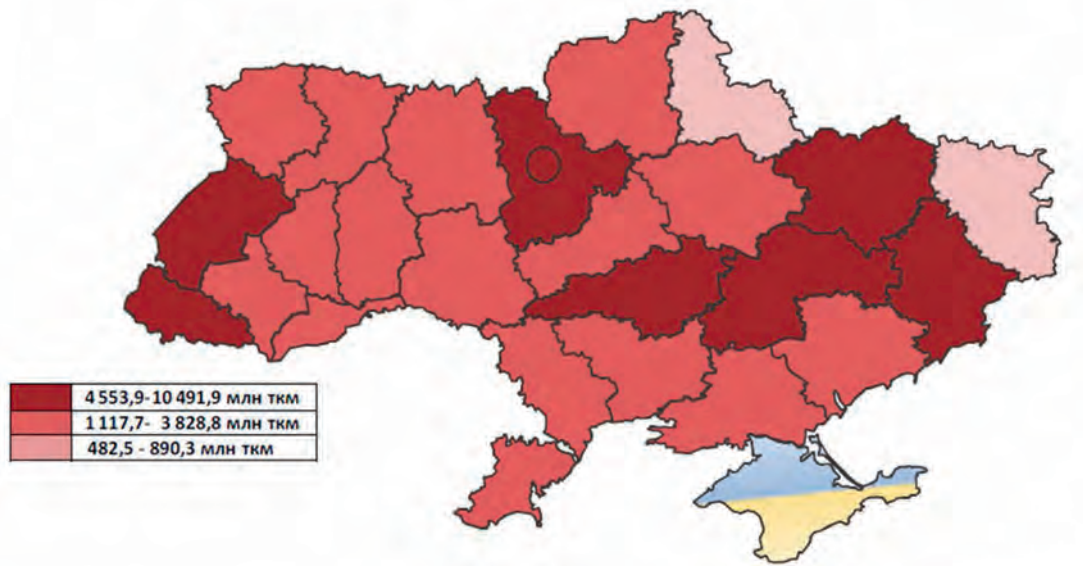 4 553,9-10 491,9 млн ткм
1 117,7- 3 828,8 млн ткм
482,5 - 890,3 млн ткм